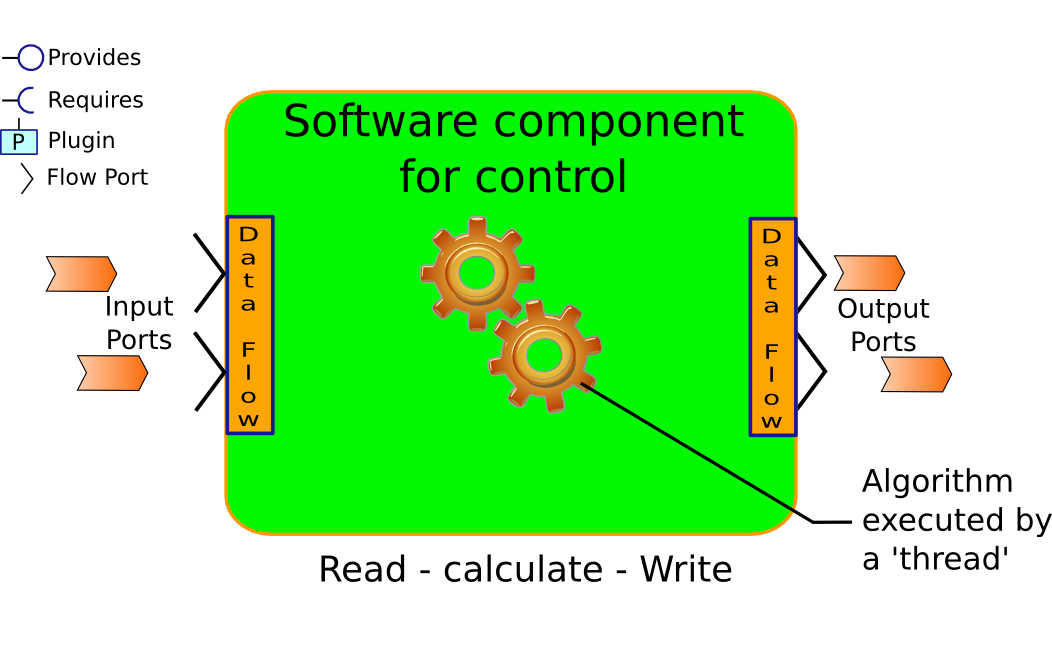 Provides
Requires
P Plugin
Flow Port
Software component
for control
Data Flow
Input
Ports
Data Flow
Output
Ports
Algorithm
executed by
a 'thread'
Read - calculate - Write